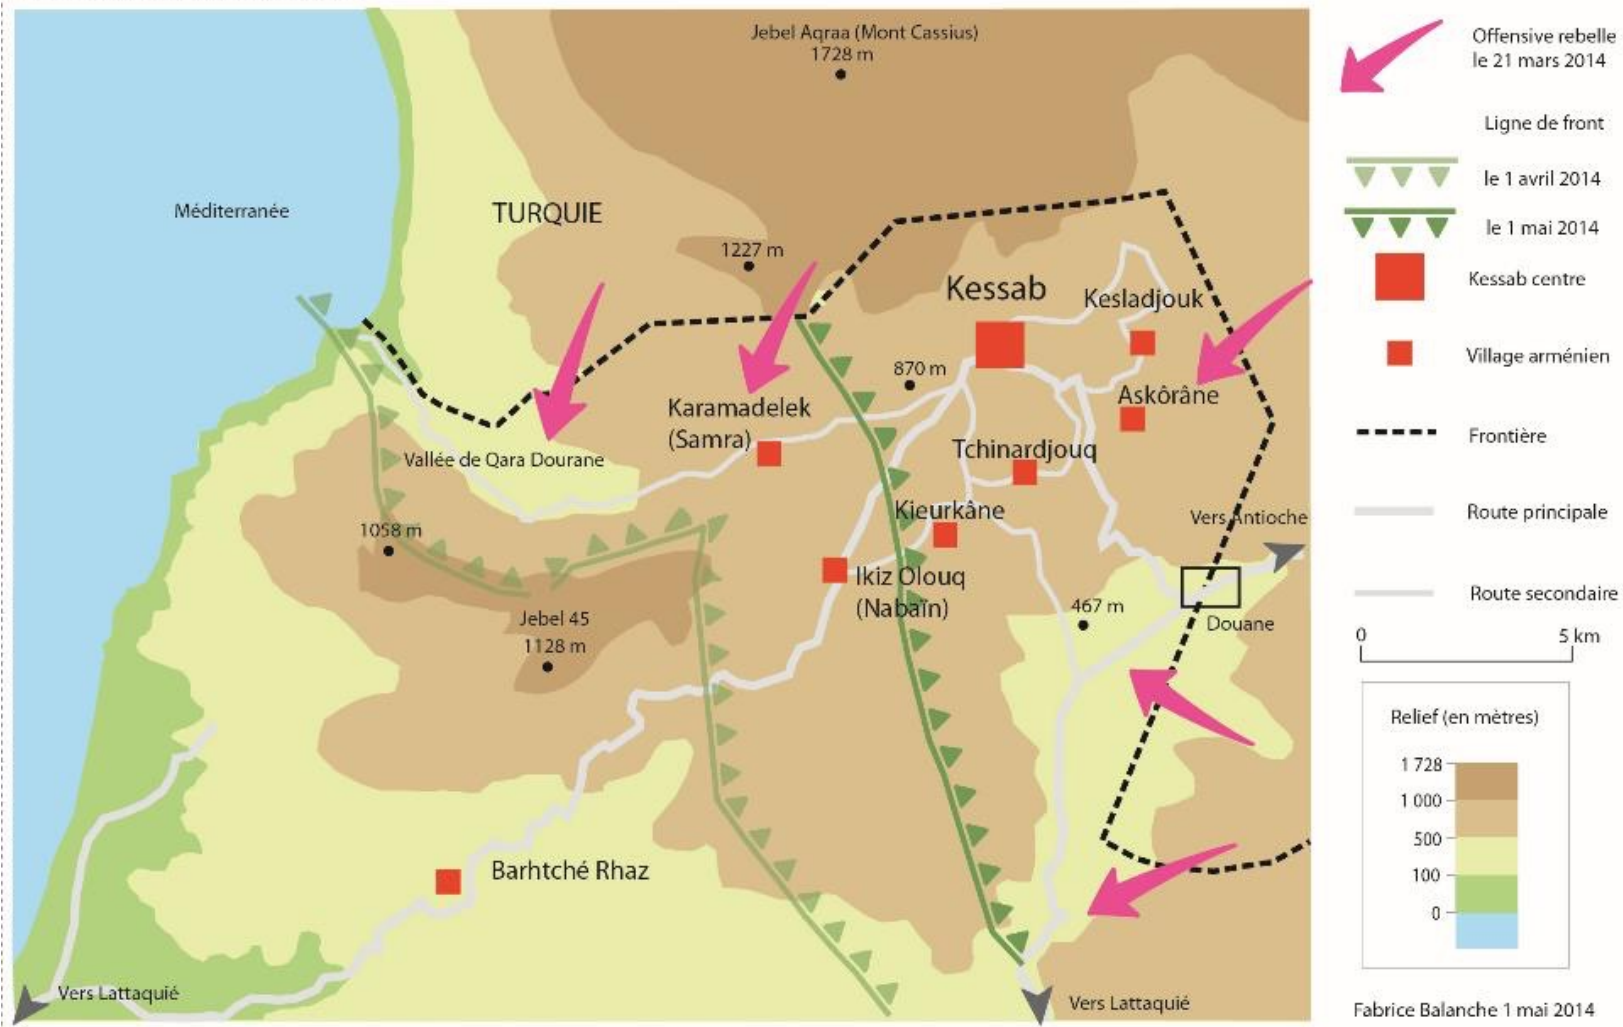 Jebel Aqraa (Mont Cassius)
1728 m
Méditerranée
TURQUIE
1227 m
Kessab
Kesladjouk
870 m
Askôrâne
Karamadelek
(Samra)
Tchinardjouq
Vallée de Qara Dourane
Kieurkâne
Vers Antioche
1058 m
Ikiz Olouq
(Nabaïn)
467 m
Douane
Jebel 45
1128 m
Barhtché Rhaz
Vers Lattaquié
Vers Lattaquié
Offensive rebelle
le 21 mars 2014
Ligne de front
le 1 avril 2014
le 1 mai 2014
Kessab centre
Village arménien
Frontière
Route principale
Route secondaire
0 5 km
Relief (en mètres)
1 728
1 000
500
100
0
Fabrice Balanche 1 mai 2014